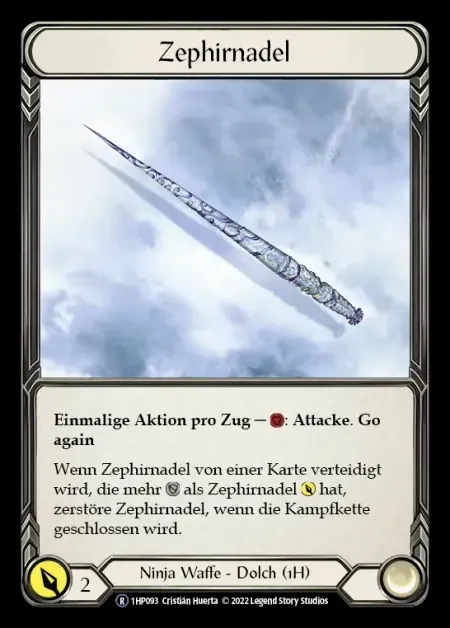 Zephirnadel
Einmalige Aktion pro Zug — : Attacke. Go
again
Wenn Zephirnadel von einer Karte verteidigt
wird, die mehr als Zephirnadel hat,
zerstöre Zephirnadel, wenn die Kampfkette
geschlossen wird.
2
Ninja Waffe - Dolch (1H)
R 1HP093 Cristián Huerta © 2022 Legend Story Studios